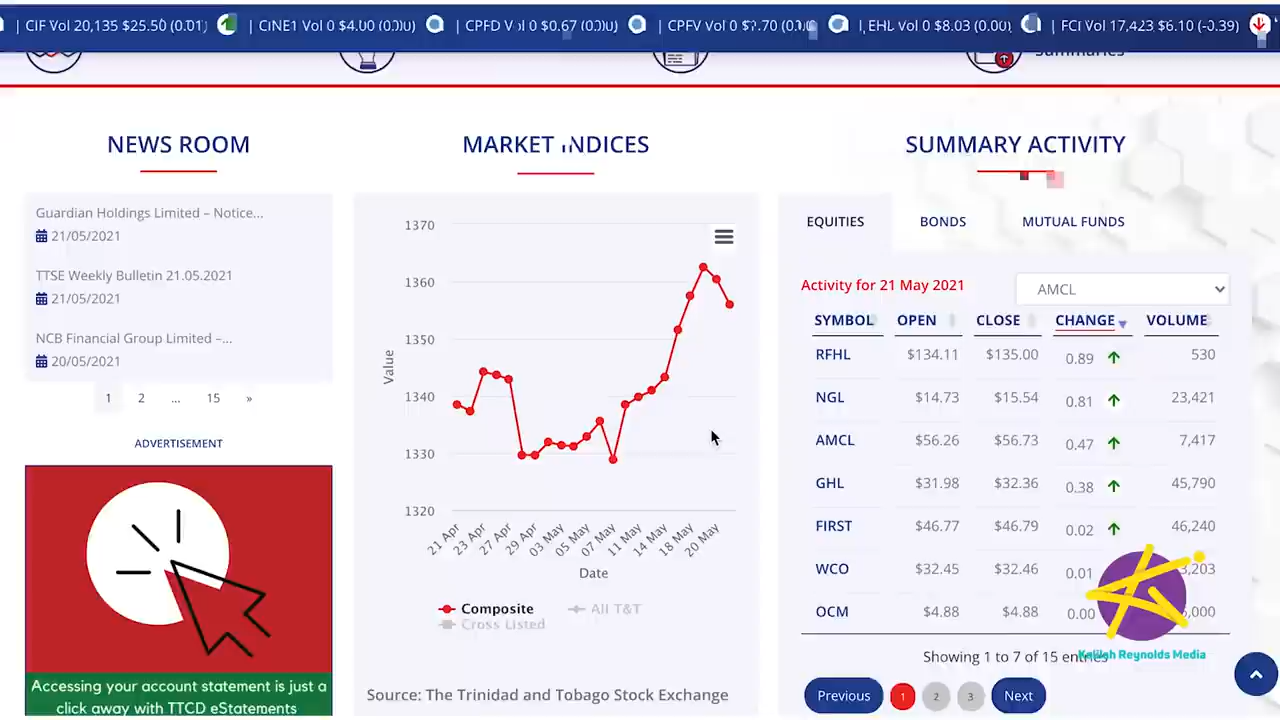 | CIF Vol 20,135 $25.50 (0.01)
| CINE1 Vol 0 $4.00 (0.00)
| CPFD Vol 0 $0.67 (0.00)
| CPFV Vol 0
| EHL Vol 0 $8.03 (0.00)
| FCI Vol 17,423 $6.10 (-0.39)
Summaries
NEWS ROOM
Guardian Holdings Limited – Notice...
21/05/2021
TTSE Weekly Bulletin 21.05.2021
21/05/2021
NCB Financial Group Limited –...
20/05/2021
1 2 ... 15 »
ADVERTISEMENT
Accessing your account statement is just a
click away with TTCD eStatements
MARKET INDICES
1370
1360
1350
1340
1330
1320
Value
21 Apr 23 Apr 27 Apr 29 Apr 03 May 05 May 07 May 11 May 14 May 18 May 20 May
Date
Composite All T&T
Cross Listed
Source: The Trinidad and Tobago Stock Exchange
SUMMARY ACTIVITY
EQUITIES BONDS MUTUAL FUNDS
Activity for 21 May 2021 AMCL
SYMBOL OPEN CLOSE CHANGE VOLUME
RFHL $134.11 $135.00 0.89 530
NGL $14.73 $15.54 0.81 23,421
AMCL $56.26 $56.73 0.47 7,417
GHL $31.98 $32.36 0.38 45,790
FIRST $46.77 $46.79 0.02 46,240
WCO $32.45 $32.46 0.01
OCM $4.88 $4.88 0.00
Showing 1 to 7 of 15 entries
Kalilah Reynolds Media
Previous 1 2 3 Next